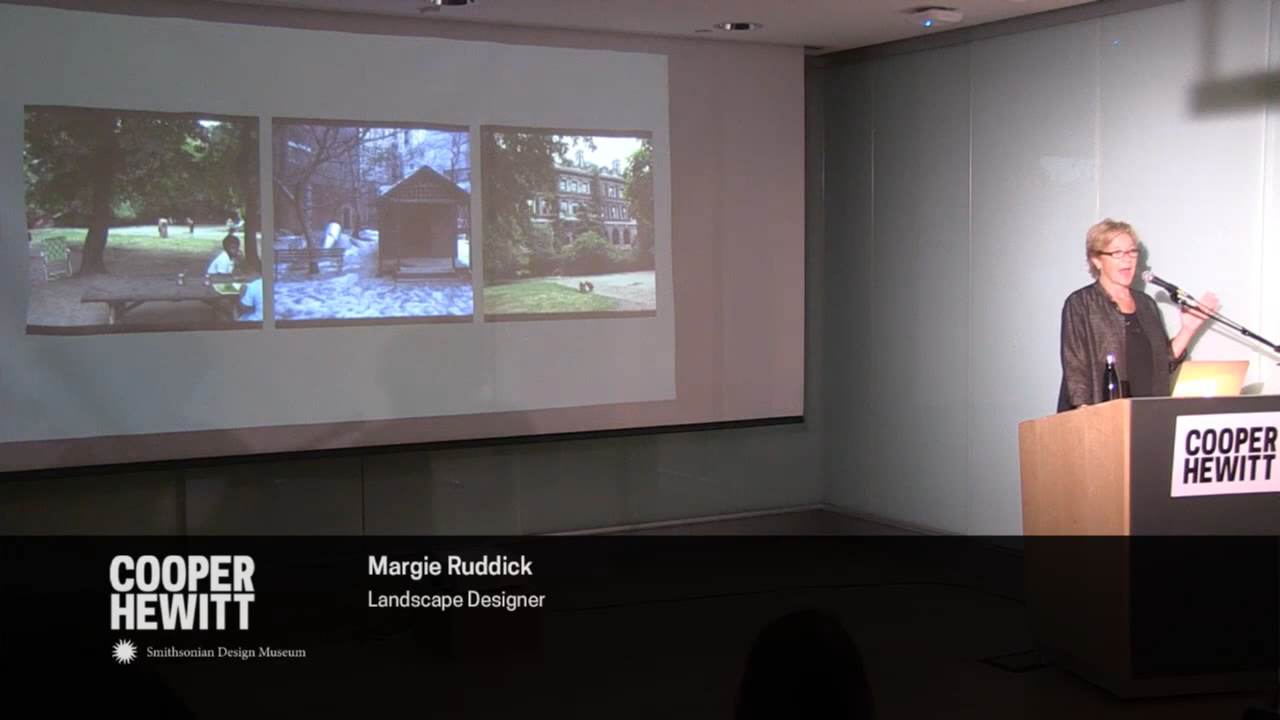 COOPER
HEWITT
COOPER
HEWITT
Smithsonian Design Museum
Margie Ruddick
Landscape Designer